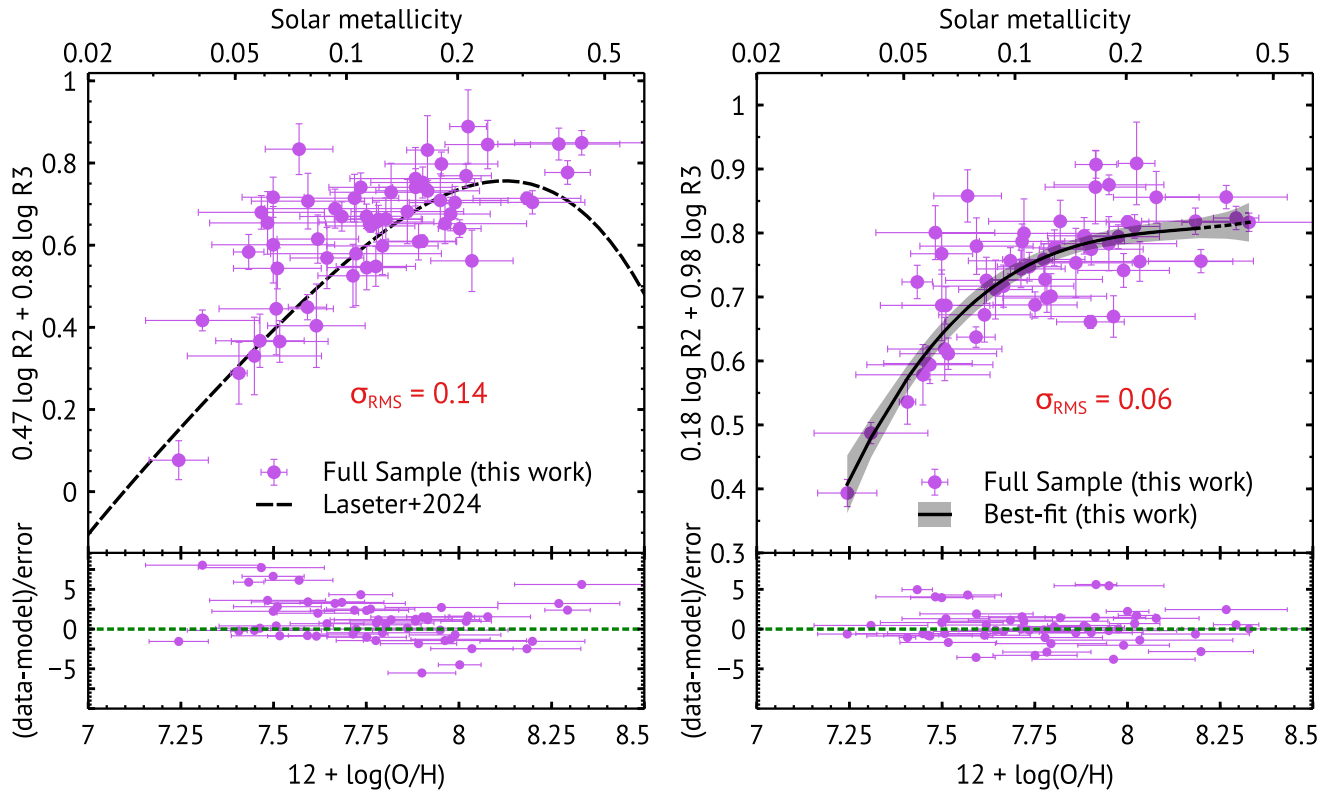 Solar metallicity
0.02 0.05 0.1 0.2 0.5
1
0.8
0.6
0.4
0.2
0
0.47 log R2 + 0.88 log R3
σRMS = 0.14
Full Sample (this work)
Laseter+2024
(data-model)/error
5
0
−5
7 7.25 7.5 7.75 8 8.25 8.5
12 + log(O/H)
Solar metallicity
0.02 0.05 0.1 0.2 0.5
1
0.9
0.8
0.7
0.6
0.5
0.4
0.3
0.18 log R2 + 0.98 log R3
σRMS = 0.06
Full Sample (this work)
Best-fit (this work)
(data-model)/error
5
0
−5
7 7.25 7.5 7.75 8 8.25 8.5
12 + log(O/H)